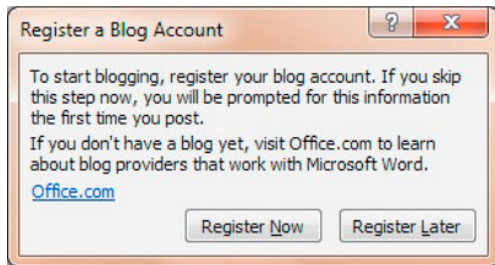 Register a Blog Account
To start blogging, register your blog account. If you skip
this step now, you will be prompted for this information
the first time you post.
If you don't have a blog yet, visit Office.com to learn
about blog providers that work with Microsoft Word.
Office.com
Register Now
Register Later